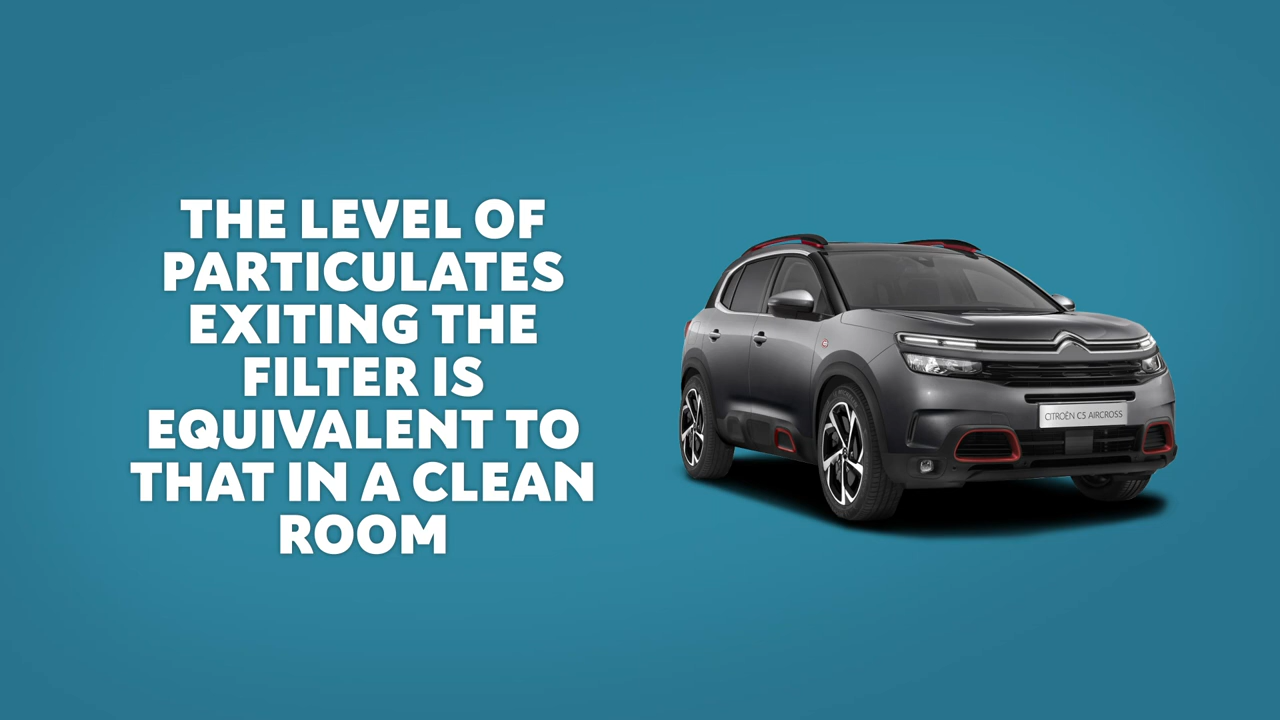 THE LEVEL OF
PARTICULATES
EXITING THE
FILTER IS
EQUIVALENT TO
THAT IN A CLEAN
ROOM
CITROËN C5 AIRCROSS